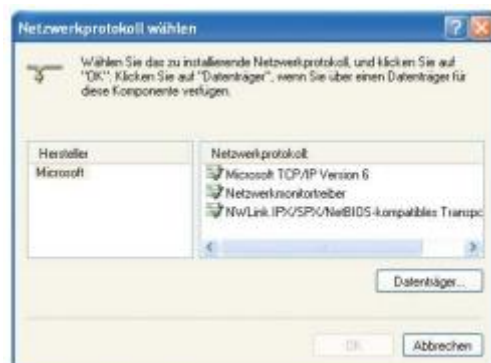 Netzwerkprotokoll wählen
Wählen Sie das zu installierende Netzwerkprotokoll, und klicken Sie auf
"OK". Klicken Sie auf "Datenträger", wenn Sie über einen Datenträger für
diese Komponente verfügen.
Hersteller
Microsoft
Netzwerkprotokoll:
Microsoft TCP/IP Version 6
Netzwerkmonitortreiber
NWLink IPX/SPX/NetBIOS-kompatibles Transpo
Datenträger...
OK
Abbrechen